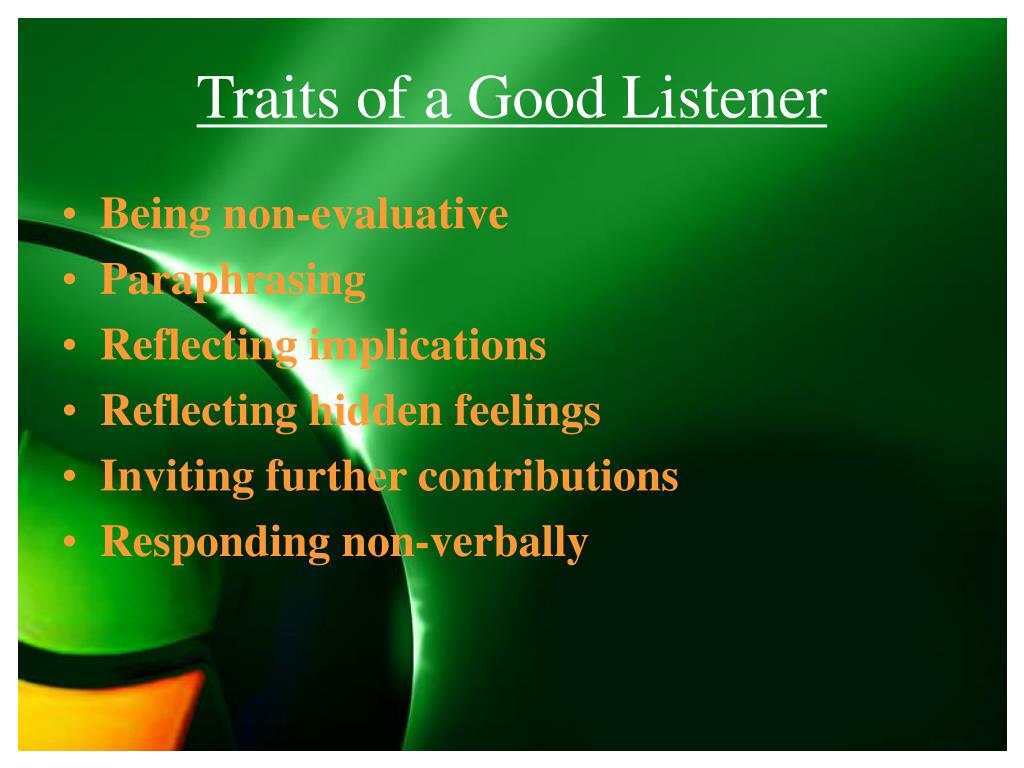 Traits of a Good Listener
• Being non-evaluative
• Paraphrasing
• Reflecting implications
• Reflecting hidden feelings
• Inviting further contributions
• Responding non-verbally